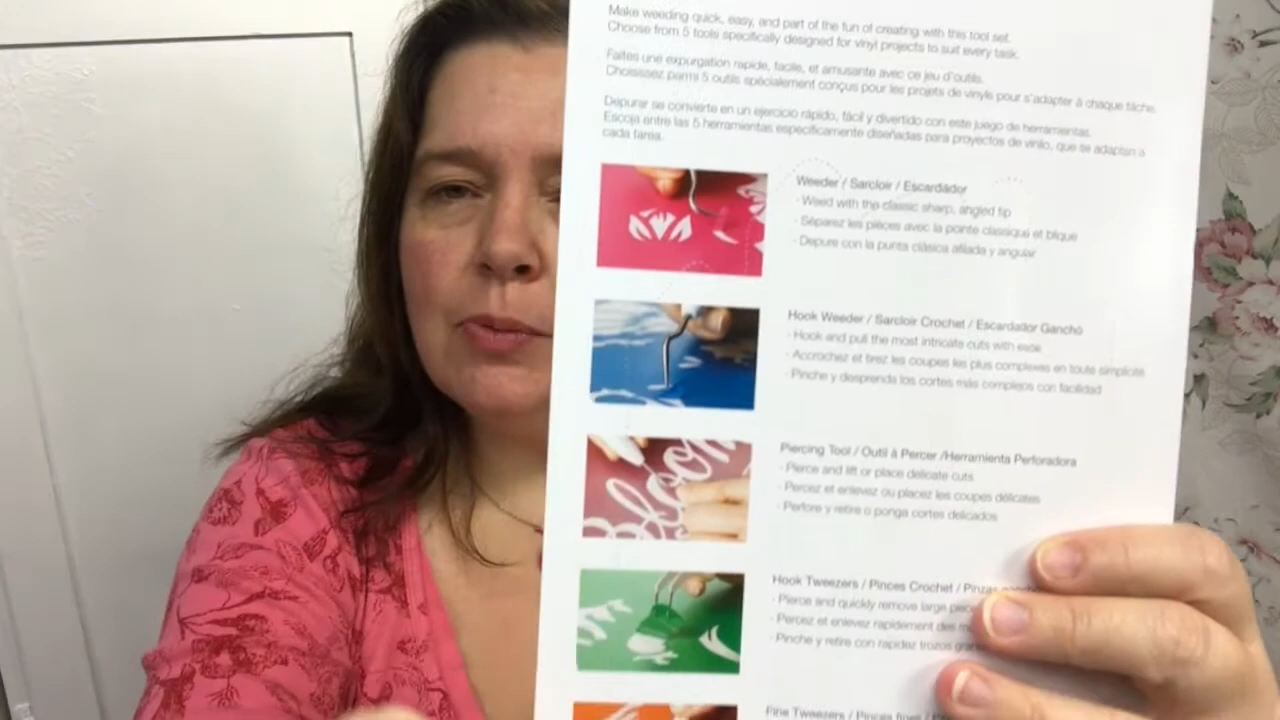 Make weeding quick, easy, and part of the fun of creating with this tool set.
Choose from 5 tools specifically designed for vinyl projects to suit every task.
Faites une expurgation rapide, facile, et amusante avec ce jeu d'outils.
Choisissez parmi 5 outils spécialement conçus pour les projets de vinyle pour s'adapter à chaque tâche.
Depurar se convierte en un ejercicio rápido, fácil y divertido con este juego de herramientas.
Escoja entre las 5 herramientas específicamente diseñadas para proyectos de vinilo, que se adaptan a
cada tarea.
Weeder / Sarcloir / Escardador
· Weed with the classic sharp, angled tip
· Séparez les pièces avec la pointe classique et blique
· Depure con la punta clásica afilada y angular
Hook Weeder / Sarcloir Crochet / Escardador Gancho
· Hook and pull the most intricate cuts with ease
· Accrochez et tirez les coupes les plus complexes en toute simplicité
· Pinche y desprenda los cortes más complejos con facilidad
Bloom
Piercing Tool / Outil à Percer /Herramienta Perforadora
· Pierce and lift or place delicate cuts
· Percez et enlevez ou placez les coupes délicates
· Perfore y retire o ponga cortes delicados
Hook Tweezers / Pinces Crochet / Pinzas
· Pierce and quickly remove large
· Percez et enlevez rapidement des
· Pinche y retire con rapidez trozos
Fine Tweezers / Pinces fines /